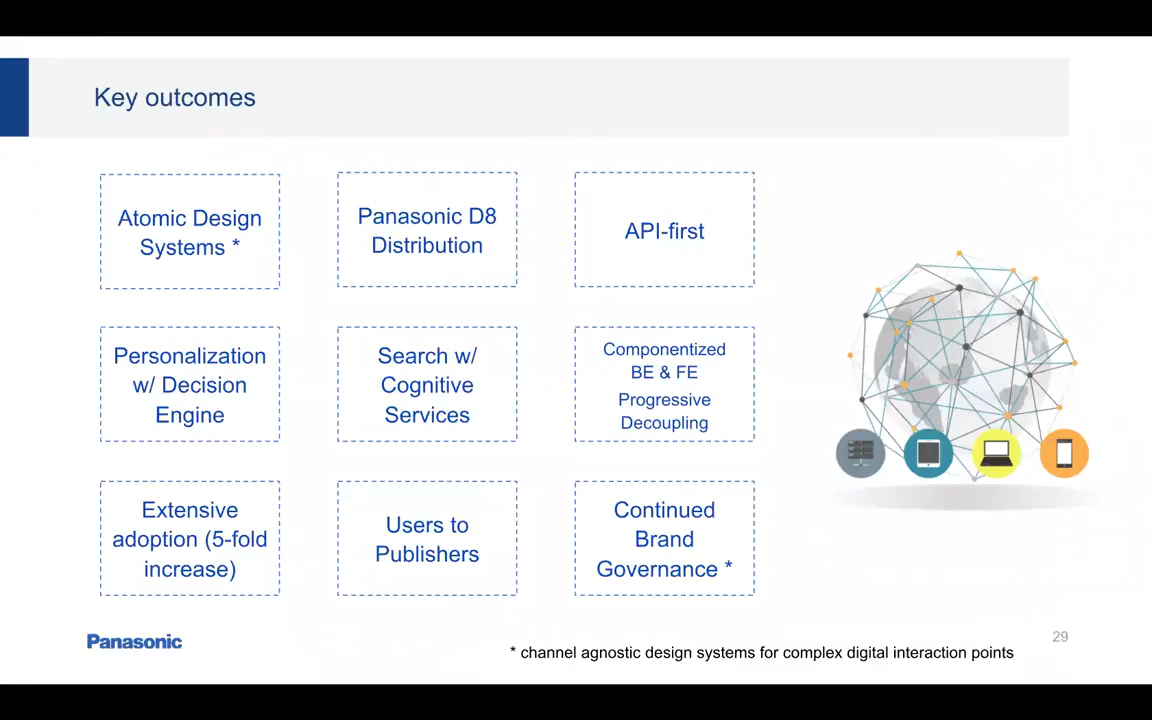 Key outcomes
Atomic Design
Systems *
Panasonic D8
Distribution
API-first
Personalization
w/ Decision
Engine
Search w/
Cognitive
Services
Componentized
BE & FE
Progressive
Decoupling
Extensive
adoption (5-fold
increase)
Users to
Publishers
Continued
Brand
Governance *
Panasonic
* channel agnostic design systems for complex digital interaction points
29